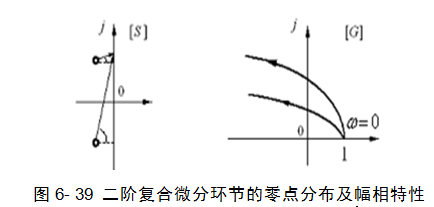 j [S]
0
j [G]
ω=0
0 1
图 6- 39 二阶复合微分环节的零点分布及幅相特性